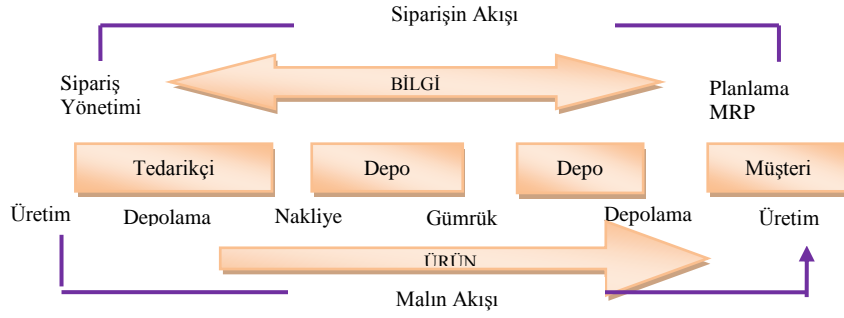 Siparişin Akışı
Sipariş
Yönetimi
BİLGİ
Planlama
MRP
Tedarikçi
Depo
Depo
Müşteri
Üretim
Depolama
Nakliye
Gümrük
Depolama
Üretim
ÜRÜN
Malın Akışı